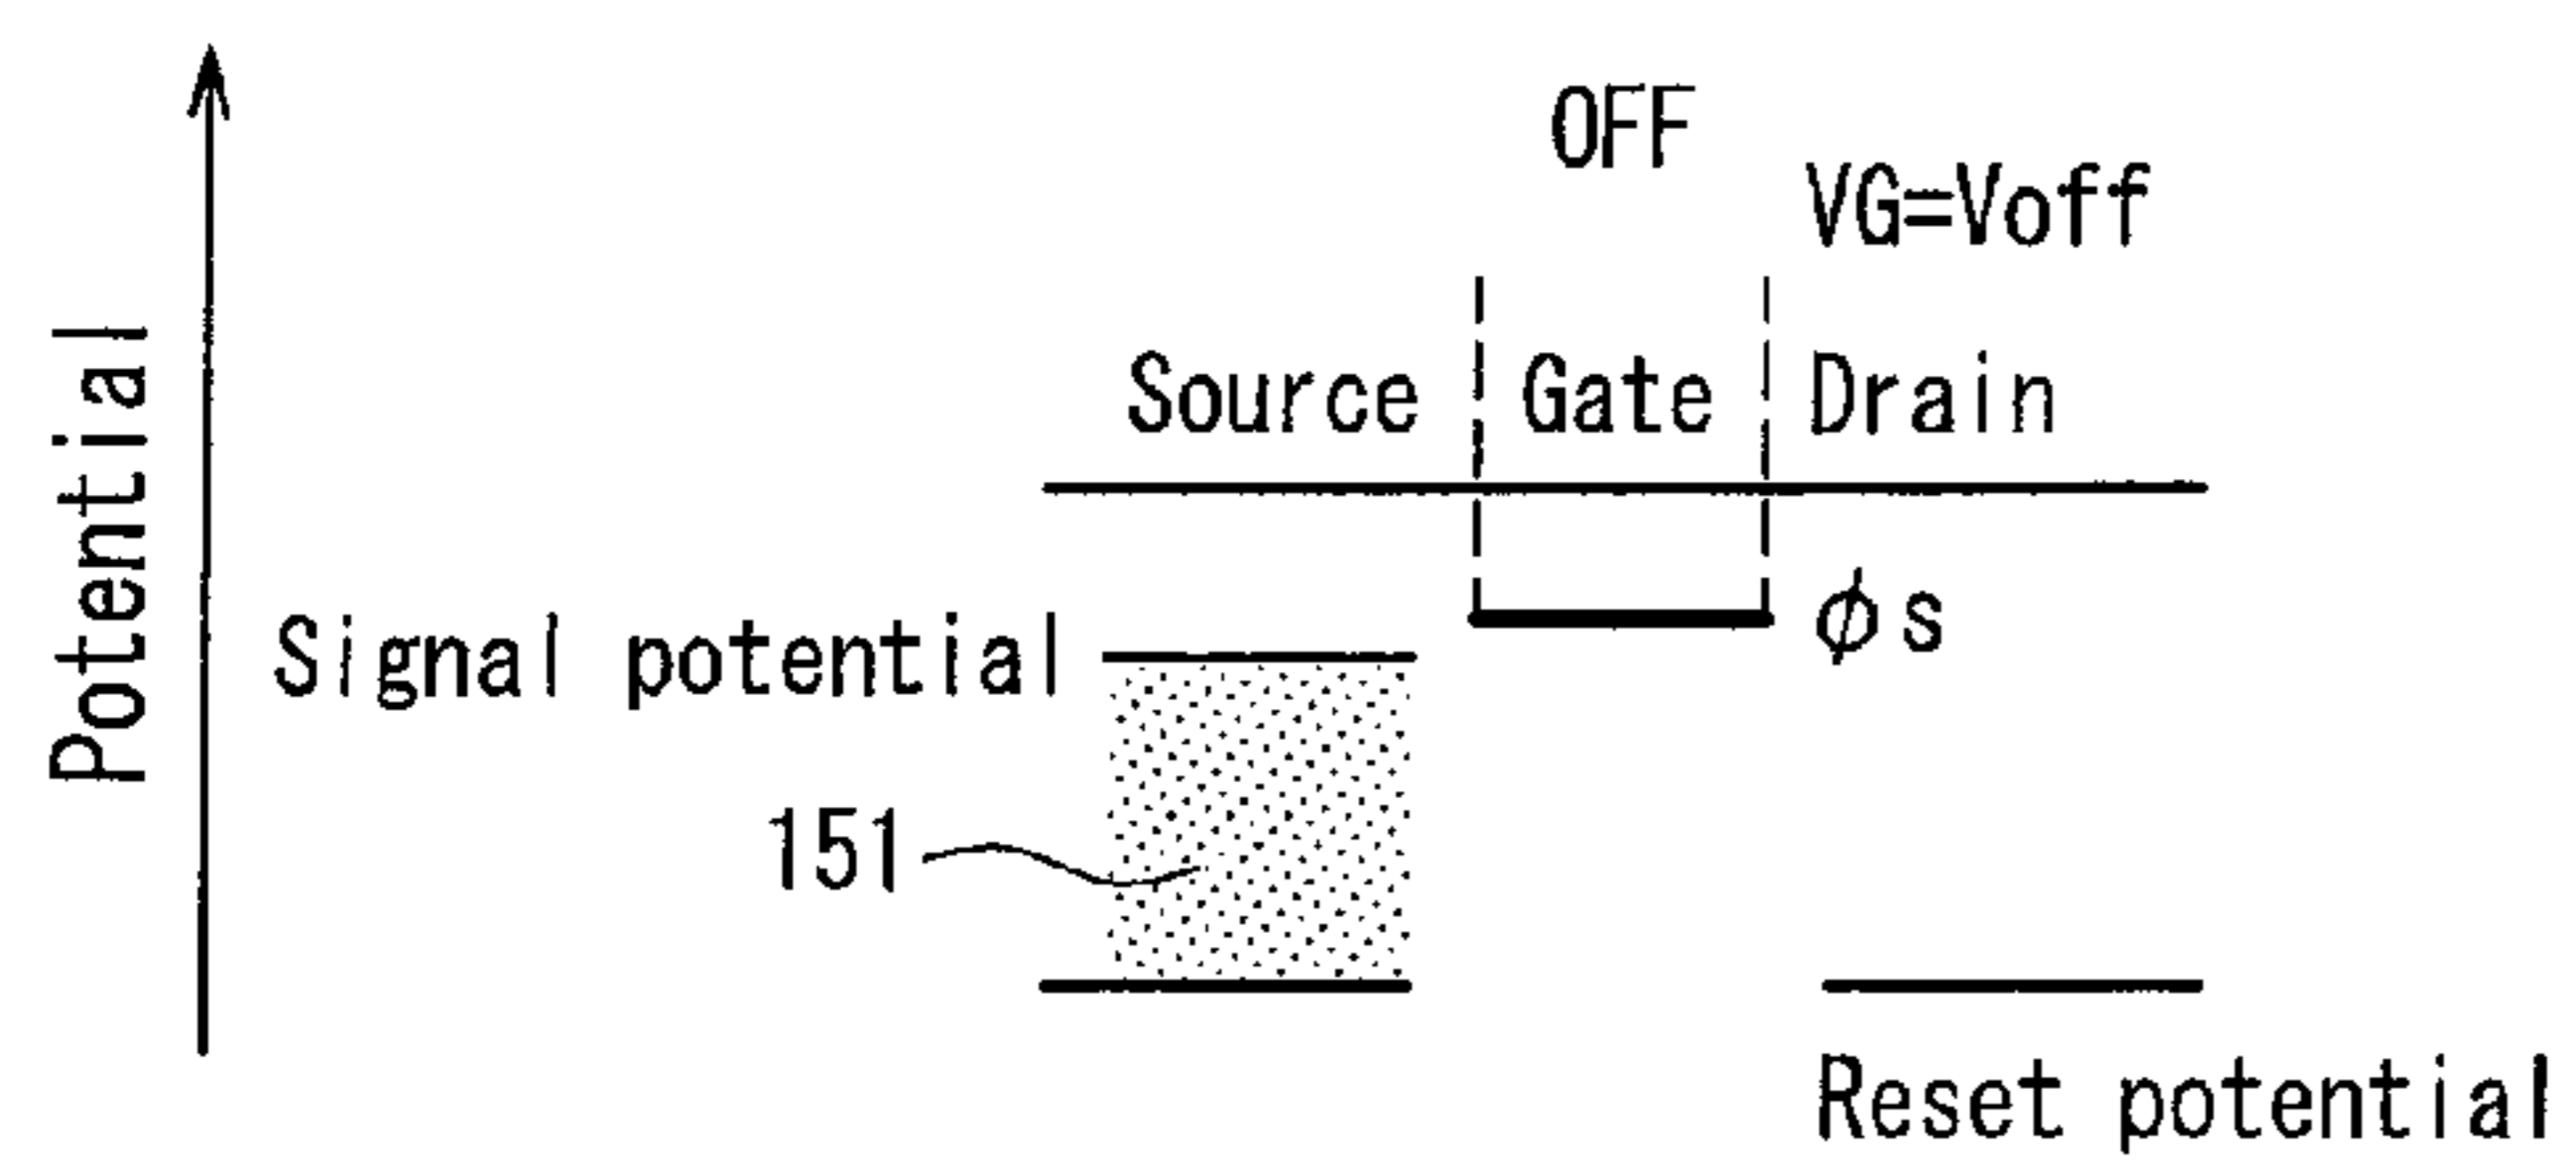 OFF
VG=Voff
Source Gate Drain
Potential
Signal potential
ϕs
151
Reset potential